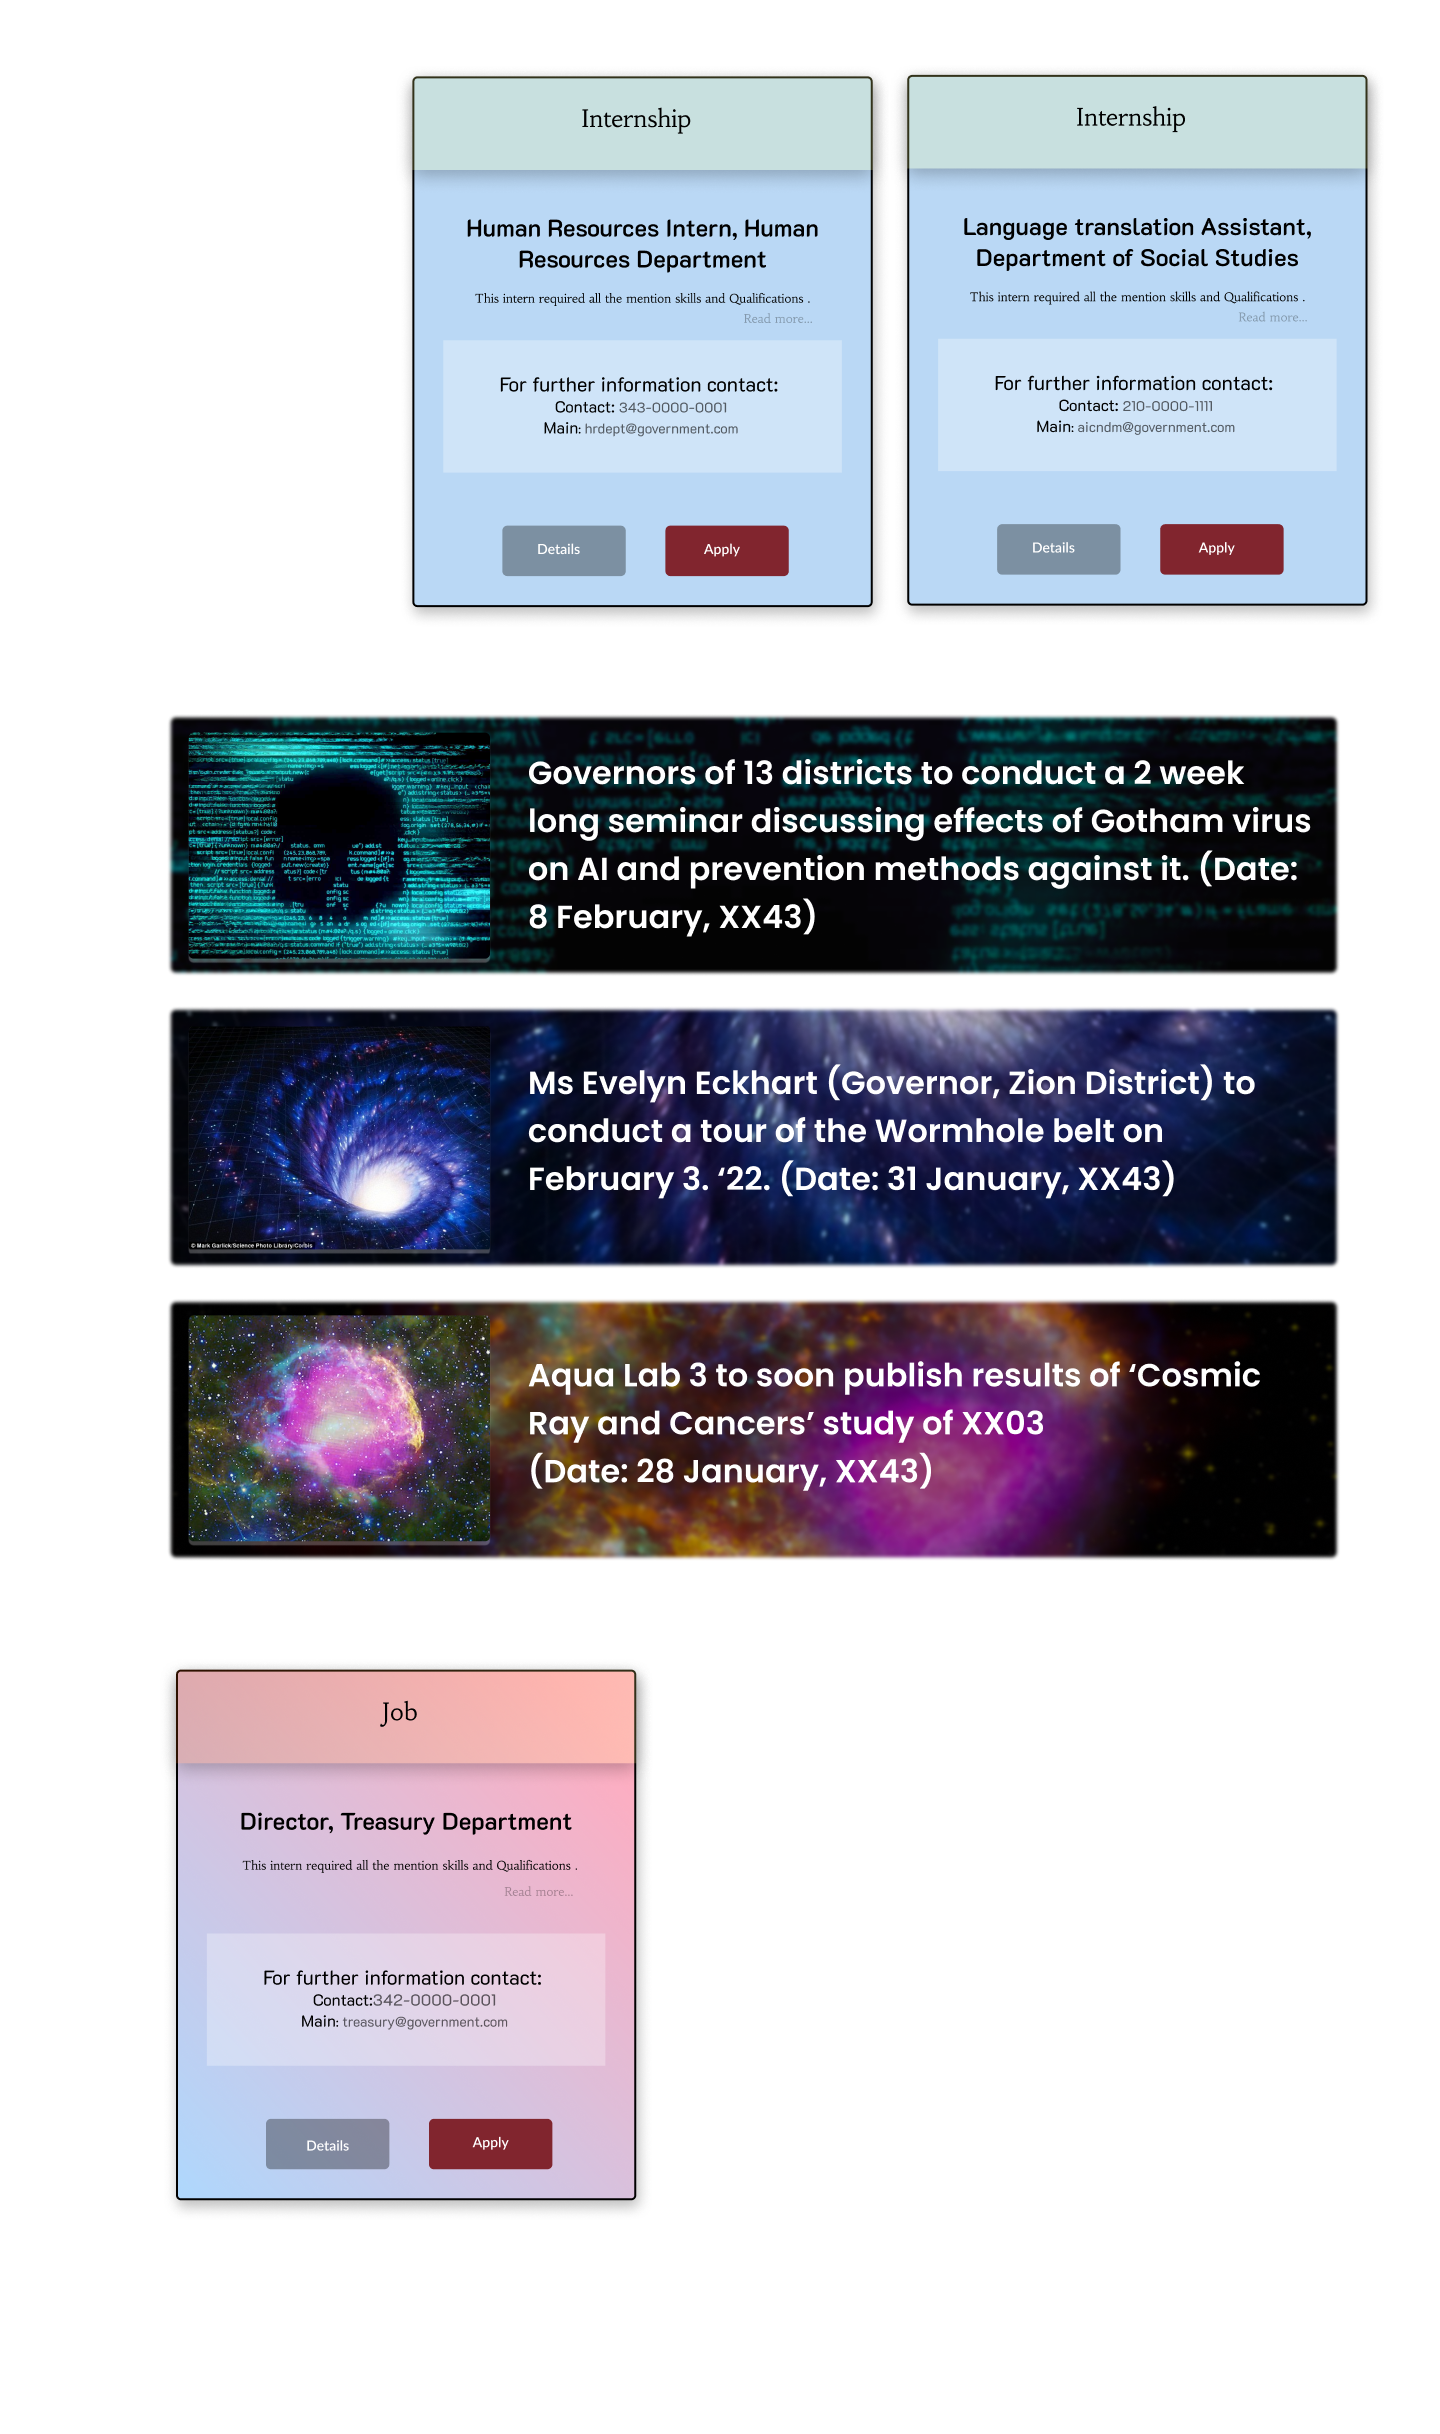 Internship
Human Resources Intern, Human
Resources Department
This intern required all the mention skills and Qualifications .
Read more...
For further information contact:
Contact: 343-0000-0001
Main: hrdept@government.com
Details
Apply
Internship
Language translation Assistant,
Department of Social Studies
This intern required all the mention skills and Qualifications .
Read more...
For further information contact:
Contact: 210-0000-1111
Main: aicndm@government.com
Details
Apply
Governors of 13 districts to conduct a 2 week
long seminar discussing effects of Gotham virus
on AI and prevention methods against it. (Date:
8 February, XX43)
Ms Evelyn Eckhart (Governor, Zion District) to
conduct a tour of the Wormhole belt on
February 3. ‘22. (Date: 31 January, XX43)
© Mark Garlick/Science Photo Library/Corbis
Aqua Lab 3 to soon publish results of ‘Cosmic
Ray and Cancers’ study of XX03
(Date: 28 January, XX43)
Job
Director, Treasury Department
This intern required all the mention skills and Qualifications .
Read more...
For further information contact:
Contact:342-0000-0001
Main: treasury@government.com
Details
Apply